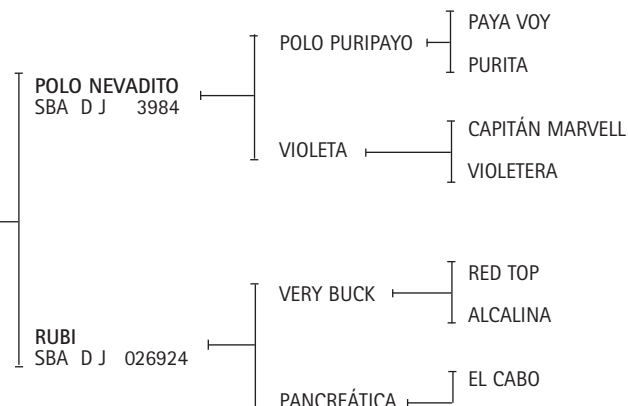 POLO NEVADITO
SBA D J 3984
RUBI
SBA D J 026924
POLO PURIPAYO
VIOLETA
VERY BUCK
PANCREÁTICA
PAYA VOY
PURITA
CAPITÁN MARVELL
VIOLETERA
RED TOP
ALCALINA
EL CABO